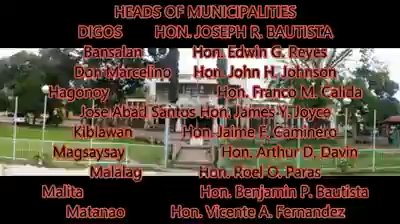 HEADS OF MUNICIPALITIES
DIGOS HON. JOSEPH R. BAUTISTA
Bansalan Hon. Edwin G. Reyes
Don Marcelino Hon. John H. Johnson
Hagonoy Hon. Franco M. Calida
Jose Abad Santos Hon. James Y. Joyce
Kiblawan Hon. Jaime E. Caminero
Magsaysay Hon. Arthur D. Davin
Malalag Hon. Roel O. Paras
Malita Hon. Benjamin P. Bautista
Matanao Hon. Vicente A. Fernandez